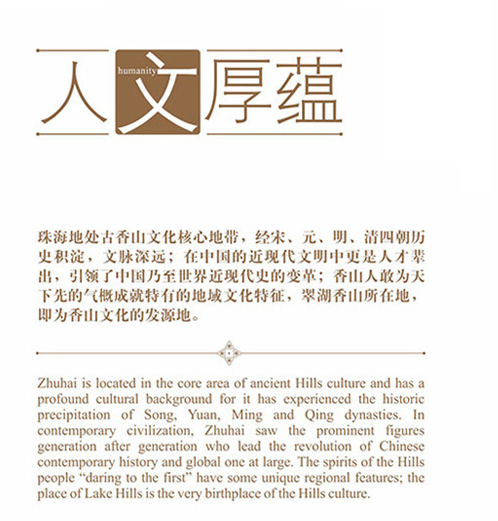 人文厚蕴
humanity
珠海地处古香山文化核心地带，经宋、元、明、清四朝历
史积淀，文脉深远；在中国的近现代文明中更是人才辈
出，引领了中国乃至世界近现代史的变革；香山人敢为天
下先的气概成就特有的地域文化特征，翠湖香山所在地，
即为香山文化的发源地。
Zhuhai is located in the core area of ancient Hills culture and has a
profound cultural background for it has experienced the historic
precipitation of Song, Yuan, Ming and Qing dynasties. In
contemporary civilization, Zhuhai saw the prominent figures
generation after generation who lead the revolution of Chinese
contemporary history and global one at large. The spirits of the Hills
people “daring to the first” have some unique regional features; the
place of Lake Hills is the very birthplace of the Hills culture.